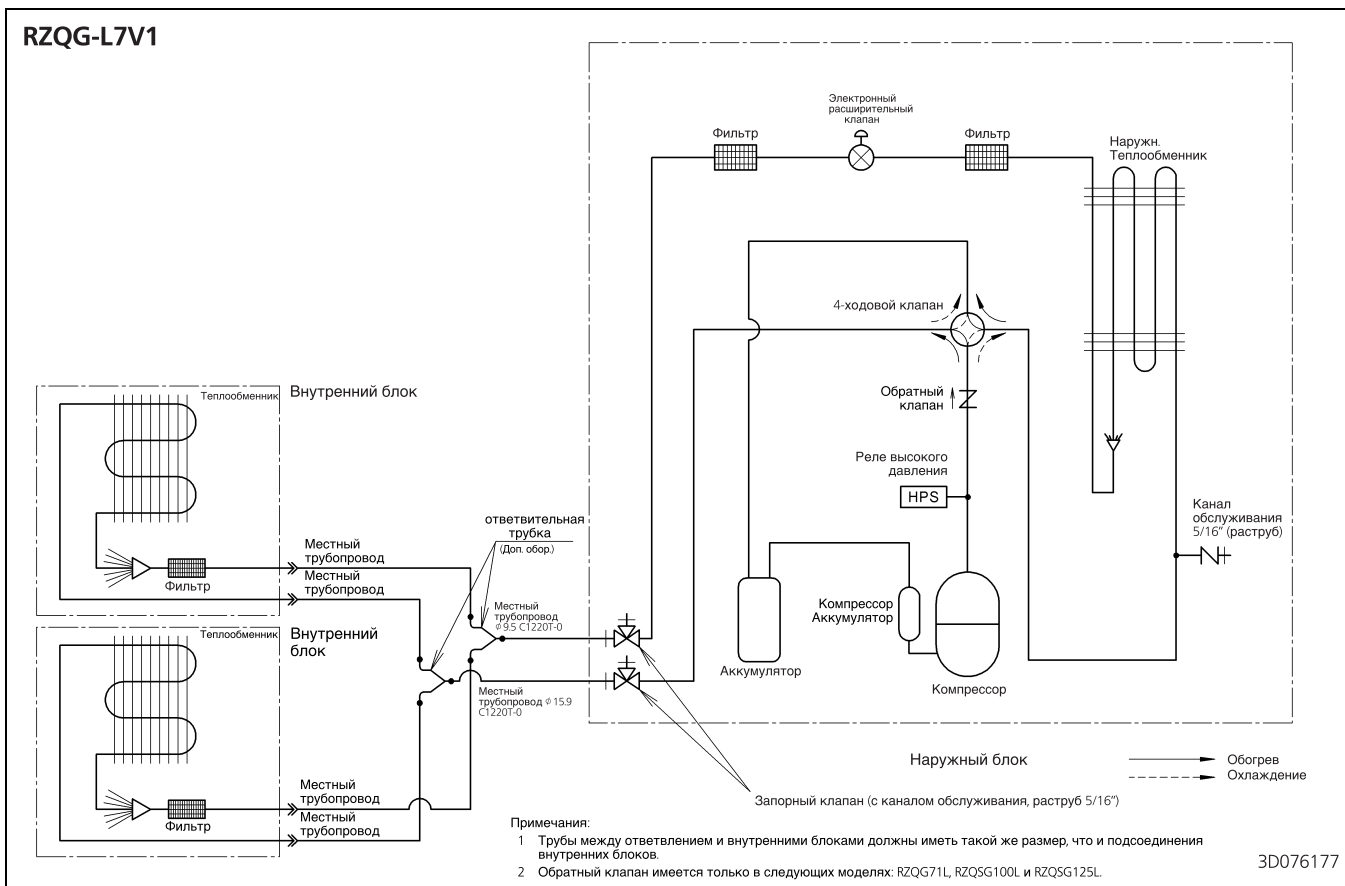 RZQG-L7V1
Электронный
расширительный
клапан
Фильтр
Фильтр
Наружн.
Теплообменник
4-ходовой клапан
Обратный
клапан
Реле высокого
давления
HPS
Канал
обслуживания
5/16" (раструб)
Компрессор
Аккумулятор
Аккумулятор
Компрессор
Теплообменник
Внутренний блок
Местный
трубопровод
Местный
трубопровод
Фильтр
ответвительная
трубка
(Доп. обор.)
Местный
трубопровод
φ9.5 C1220T-0
Теплообменник
Внутренний
блок
Местный
трубопровод φ15.9
C1220T-0
Местный
трубопровод
Местный
трубопровод
Фильтр
Наружный блок
Обогрев
Охлаждение
Запорный клапан (с каналом обслуживания, раструб 5/16")
Примечания:
1 Трубы между ответвлением и внутренними блоками должны иметь такой же размер, что и подсоединения
внутренних блоков.
2 Обратный клапан имеется только в следующих моделях: RZQG71L, RZQSG100L и RZQSG125L.
3D076177